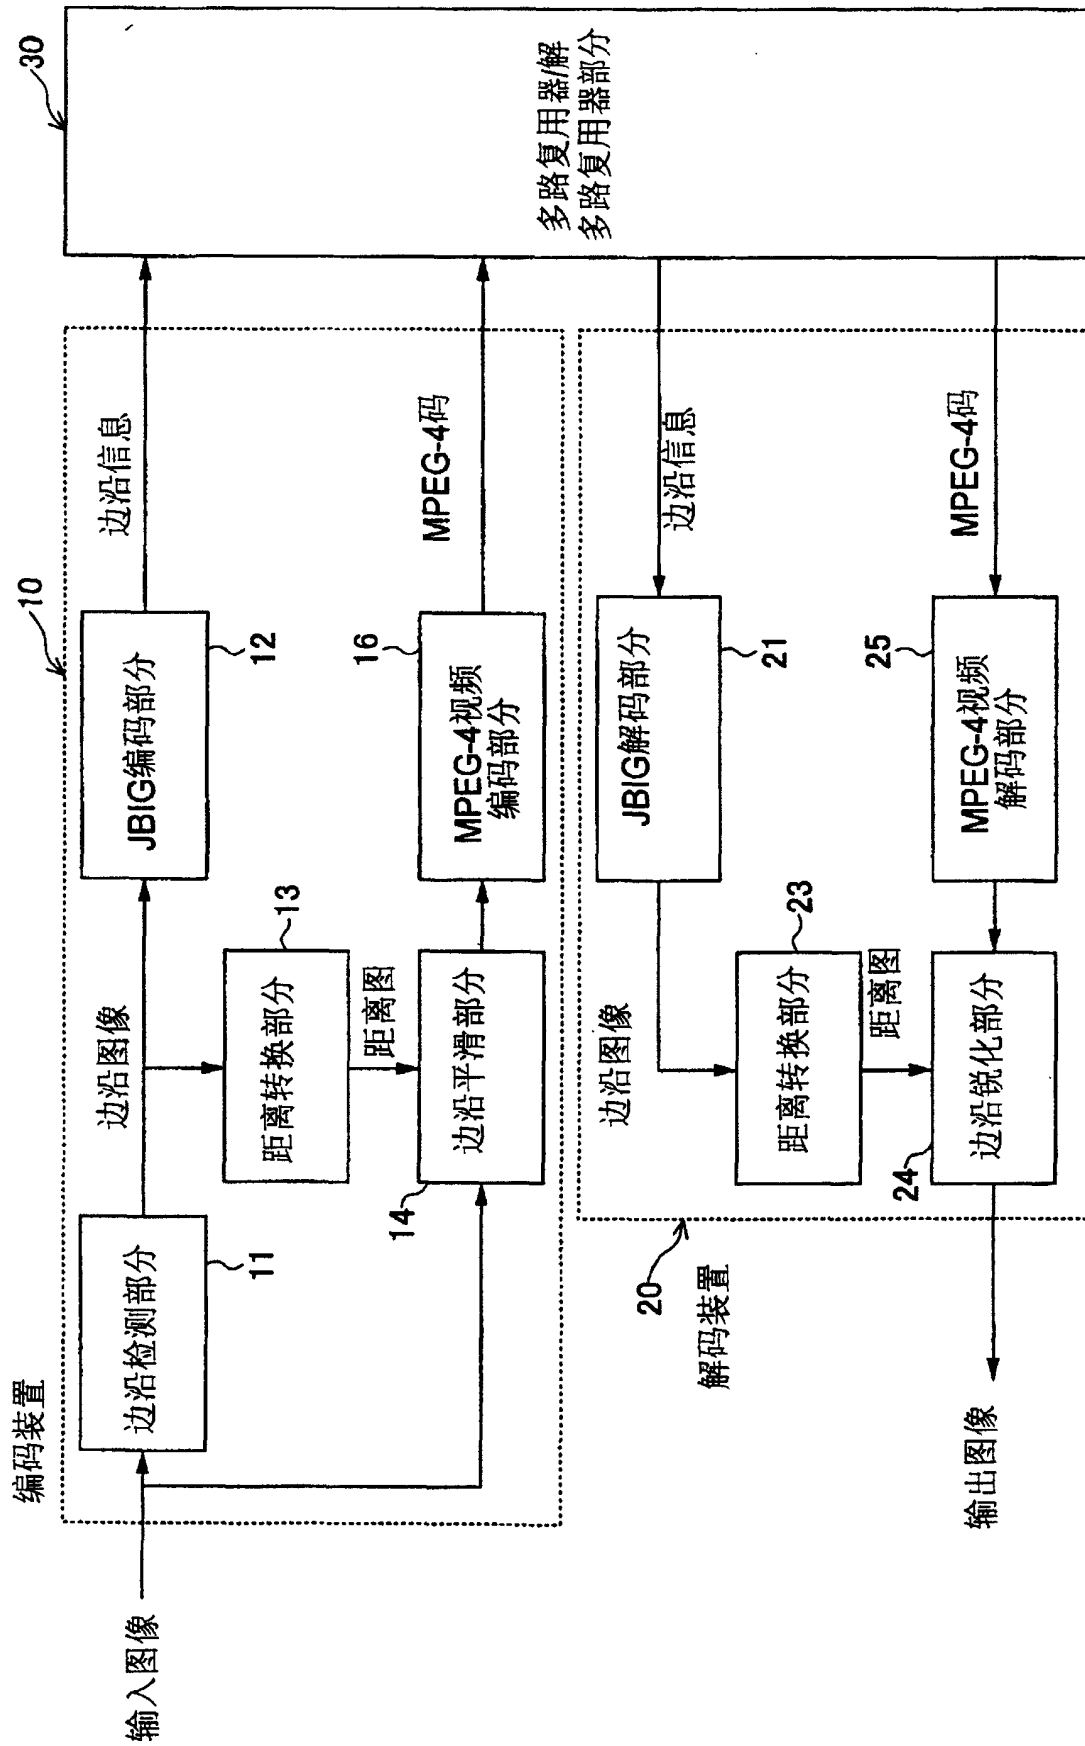 编码装置
10
30
输入图像
边沿检测部分
11
边沿图像
JBIG编码部分
12
边沿信息
距离转换部分
13
距离图
边沿平滑部分
14
MPEG-4视频
编码部分
16
MPEG-4码
多路复用器/解
多路复用器部分
20
解码装置
边沿信息
JBIG解码部分
21
边沿图像
距离转换部分
23
距离图
MPEG-4码
MPEG-4视频
解码部分
25
边沿锐化部分
24
输出图像